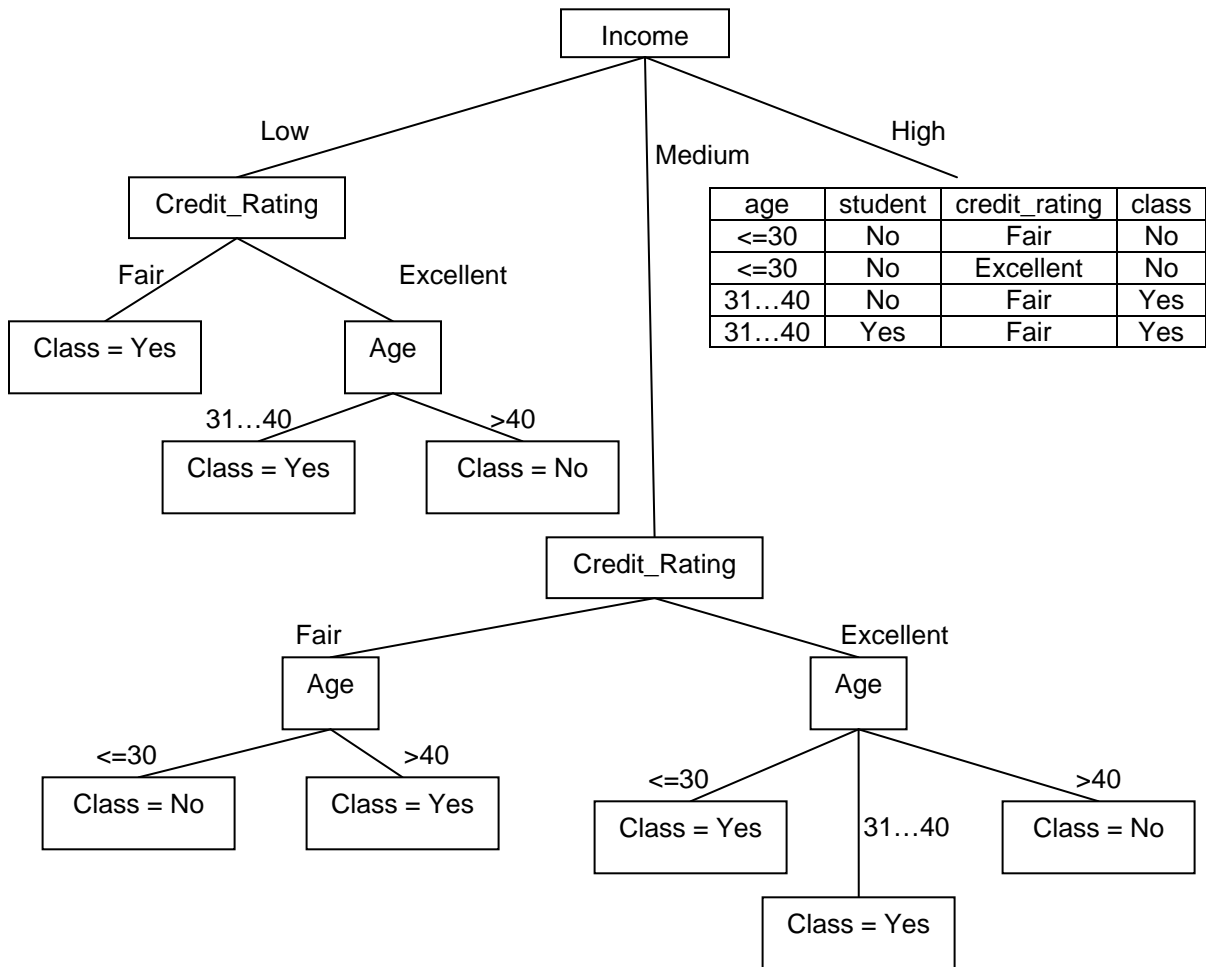 Income
Low
Medium
High
Credit_Rating
age student credit_rating class
<=30 No Fair No
<=30 No Excellent No
31…40 No Fair Yes
31…40 Yes Fair Yes
Fair
Excellent
Class = Yes
Age
31…40
>40
Class = Yes
Class = No
Credit_Rating
Fair
Excellent
Age
Age
<=30
>40
<=30
31…40
>40
Class = No
Class = Yes
Class = Yes
Class = No
Class = Yes